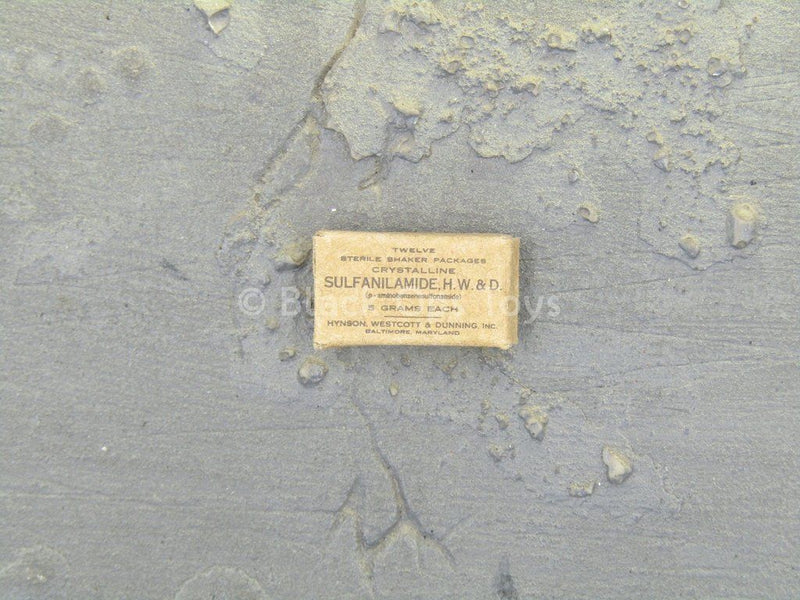 TWELVE
STERILE SHAKER PACKAGES
CRYSTALLINE
SULFANILAMIDE, H.W. & D.
(p-aminobenzenesulfonamide)
5 GRAMS EACH
HYNSON, WESTCOTT & DUNNING, INC.
BALTIMORE, MARYLAND